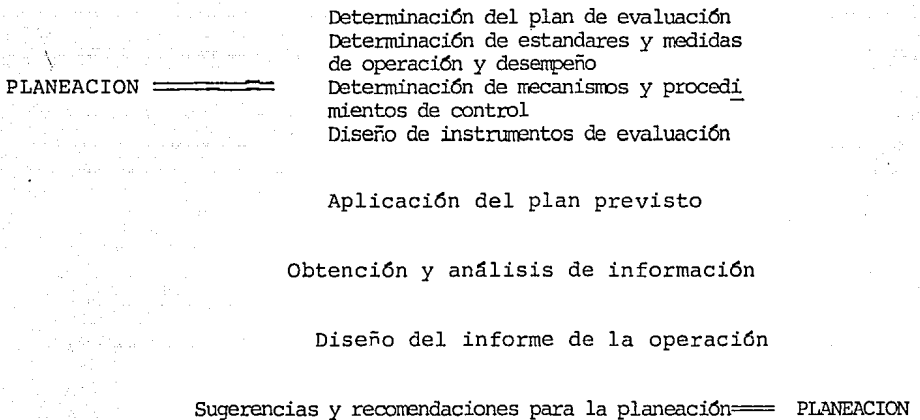 Determinación del plan de evaluación
Determinación de estandares y medidas
de operación y desempeño
PLANEACION ====== Determinación de mecanismos y procedi
mientos de control
Diseño de instrumentos de evaluación
Aplicación del plan previsto
Obtención y análisis de información
Diseño del informe de la operación
Sugerencias y recomendaciones para la planeación=== PLANEACION